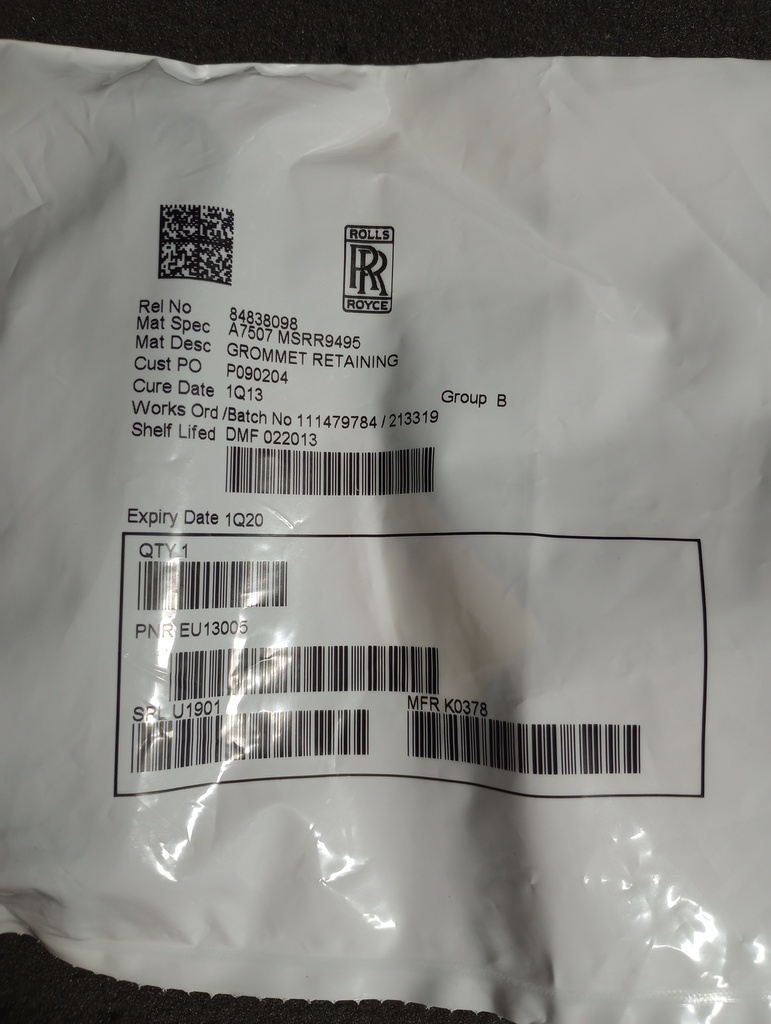 ROLLS
RR
ROYCE
Rel No 84838098
Mat Spec A7507 MSRR9495
Mat Desc GROMMET RETAINING
Cust PO P090204
Cure Date 1Q13 Group B
Works Ord /Batch No 111479784 / 213319
Shelf Lifed DMF 022013
Expiry Date 1Q20
QTY 1
PNR EU13005
SPL U1901 MFR K0378